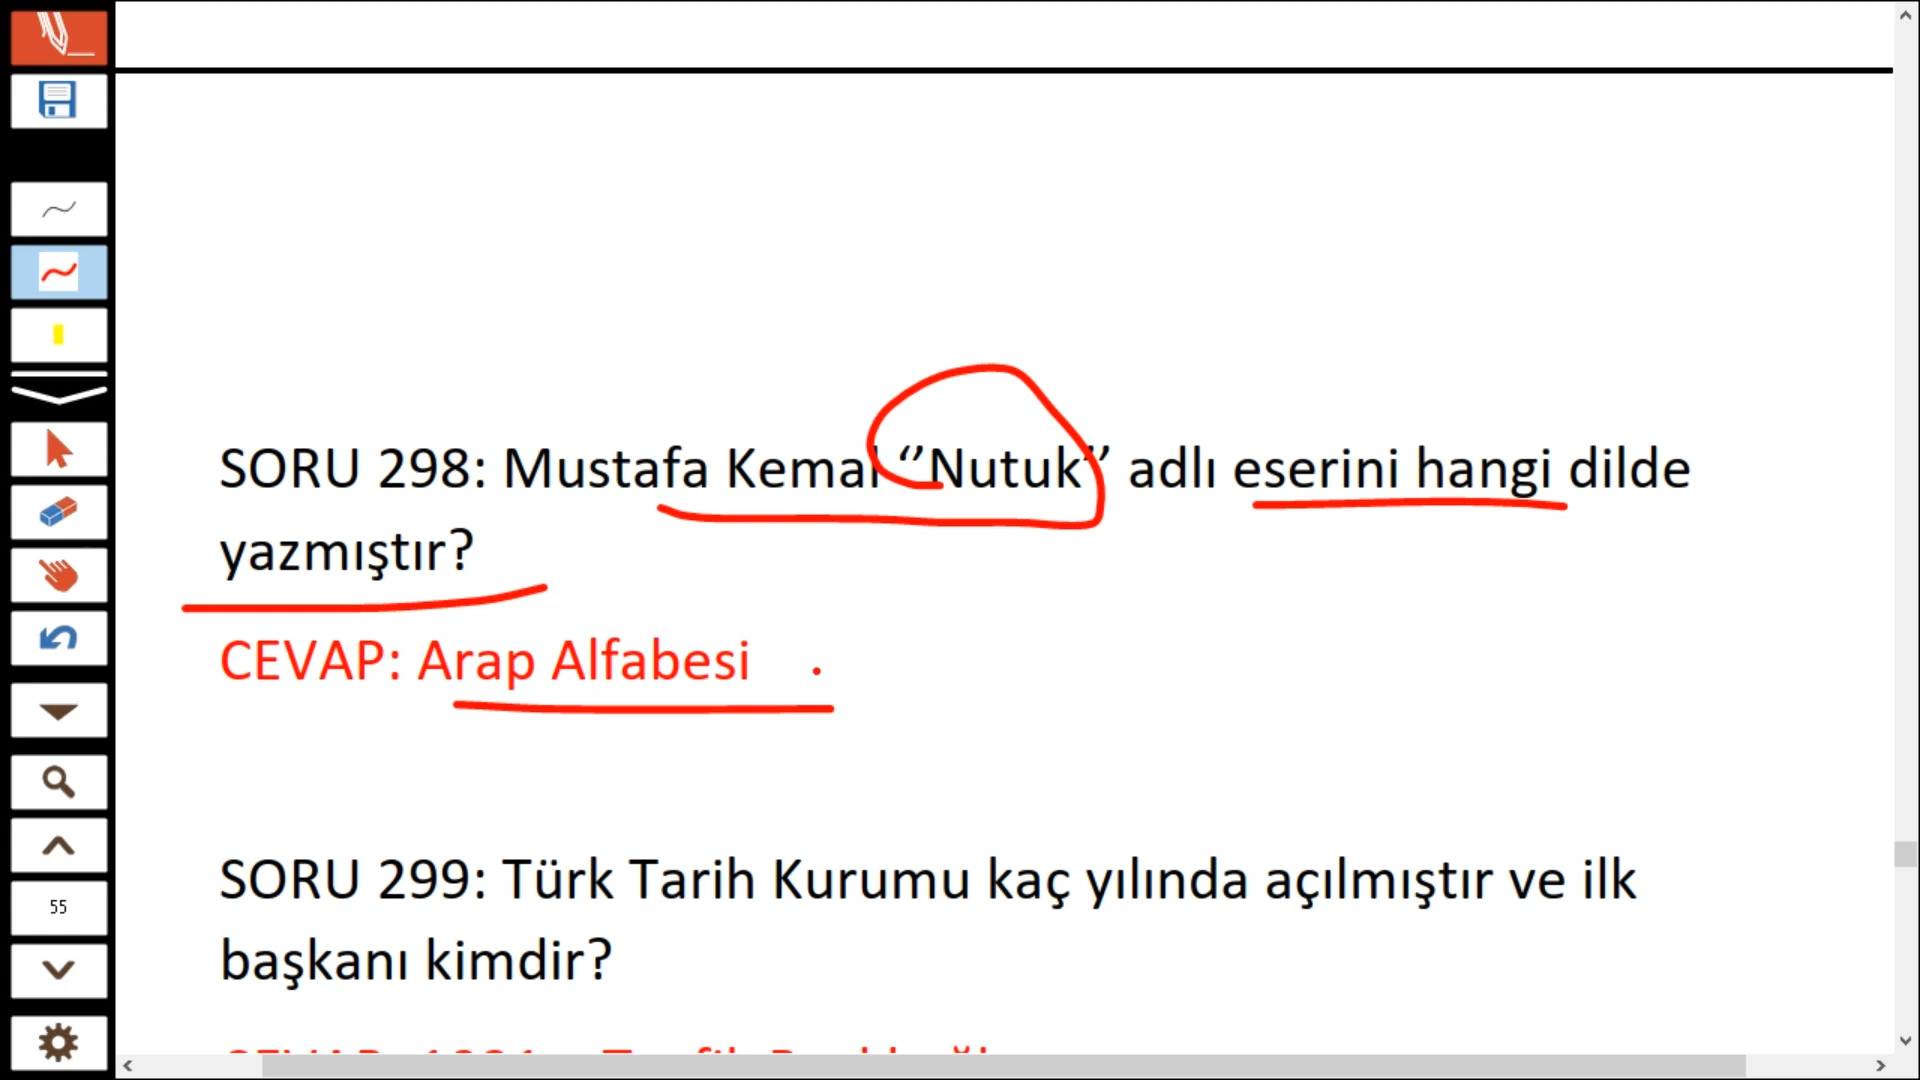 SORU 298: Mustafa Kemal ‘’Nutuk’’ adlı eserini hangi dilde
yazmıştır?
CEVAP: Arap Alfabesi
SORU 299: Türk Tarih Kurumu kaç yılında açılmıştır ve ilk
başkanı kimdir?
55